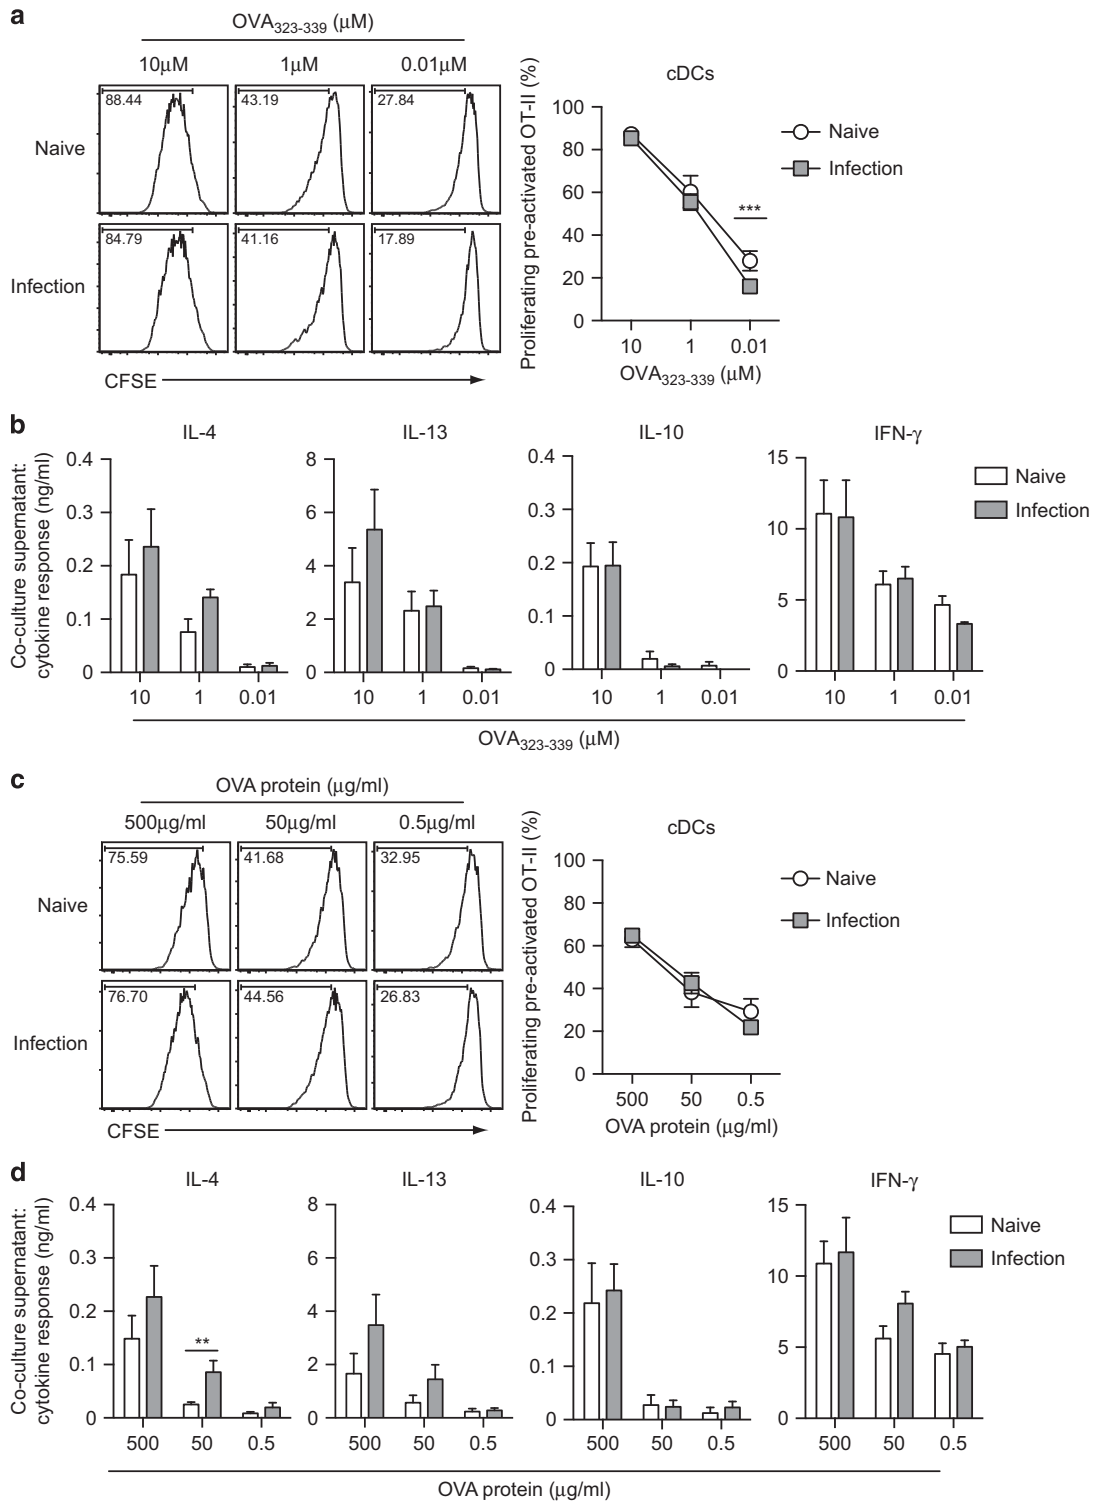 a
OVA323-339 (μM)
10μM 1μM 0.01μM
Naive
88.44 43.19 27.84
Infection
84.79 41.16 17.89
CFSE
cDCs
Proliferating pre-activated OT-II (%)
100
80
60
40
20
0
***
10 1 0.01
OVA323-339 (μM)
Naive
Infection
b
Co-culture supernatant:
cytokine response (ng/ml)
IL-4
0.4
0.3
0.2
0.1
0
10 1 0.01
IL-13
8
6
4
2
0
10 1 0.01
IL-10
0.4
0.3
0.2
0.1
0
10 1 0.01
IFN-γ
15
10
5
0
10 1 0.01
Naive
Infection
OVA323-339 (μM)
c
OVA protein (μg/ml)
500μg/ml 50μg/ml 0.5μg/ml
Naive
75.59 41.68 32.95
Infection
76.70 44.56 26.83
CFSE
cDCs
Proliferating pre-activated OT-II (%)
100
80
60
40
20
0
500 50 0.5
OVA protein (μg/ml)
Naive
Infection
d
Co-culture supernatant:
cytokine response (ng/ml)
IL-4
0.4
0.3
0.2
0.1
0
**
500 50 0.5
IL-13
8
6
4
2
0
500 50 0.5
IL-10
0.4
0.3
0.2
0.1
0
500 50 0.5
IFN-γ
15
10
5
0
500 50 0.5
Naive
Infection
OVA protein (μg/ml)